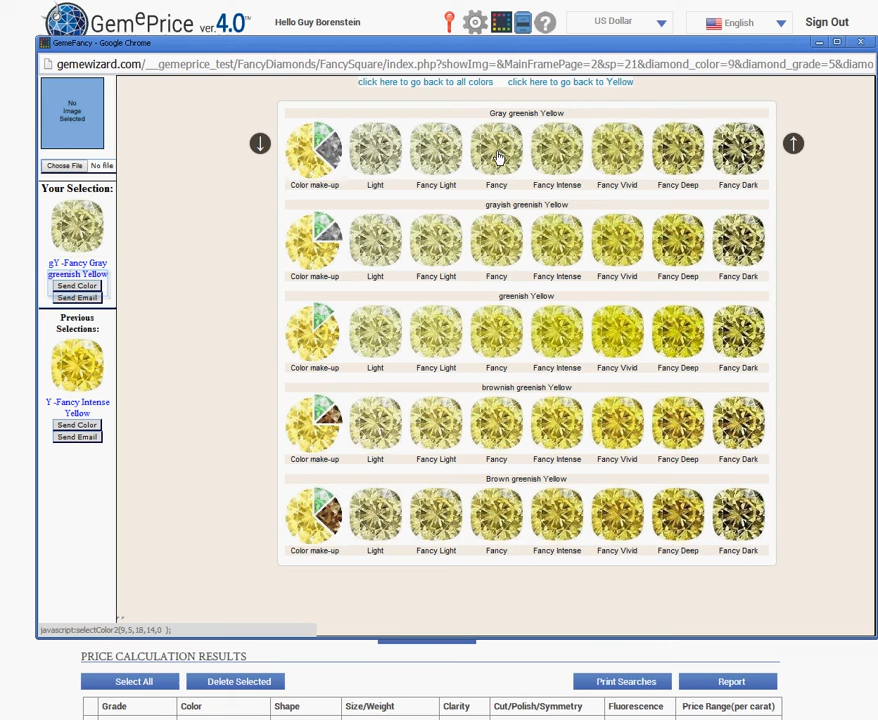 GemePrice ver.4.0™
Hello Guy Borenstein
US Dollar
English
Sign Out
GemeFancy - Google Chrome
gemewizard.com/__gemeprice_test/FancyDiamonds/FancySquare/index.php?showImg=&MainFramePage=2&sp=21&diamond_color=9&diamond_grade=5&diamo
click here to go back to all colors click here to go back to Yellow
No
Image
Selected
Choose File No file
Your Selection:
gY -Fancy Gray
greenish Yellow
Send Color
Send Email
Previous
Selections:
Y -Fancy Intense
Yellow
Send Color
Send Email
Gray greenish Yellow
Color make-up Light Fancy Light Fancy Fancy Intense Fancy Vivid Fancy Deep Fancy Dark
grayish greenish Yellow
Color make-up Light Fancy Light Fancy Fancy Intense Fancy Vivid Fancy Deep Fancy Dark
greenish Yellow
Color make-up Light Fancy Light Fancy Fancy Intense Fancy Vivid Fancy Deep Fancy Dark
brownish greenish Yellow
Color make-up Light Fancy Light Fancy Fancy Intense Fancy Vivid Fancy Deep Fancy Dark
Brown greenish Yellow
Color make-up Light Fancy Light Fancy Fancy Intense Fancy Vivid Fancy Deep Fancy Dark
javascript:selectColor2(9,5,18,14,0 );
PRICE CALCULATION RESULTS
Select All Delete Selected Print Searches Report
Grade Color Shape Size/Weight Clarity Cut/Polish/Symmetry Fluorescence Price Range(per carat)